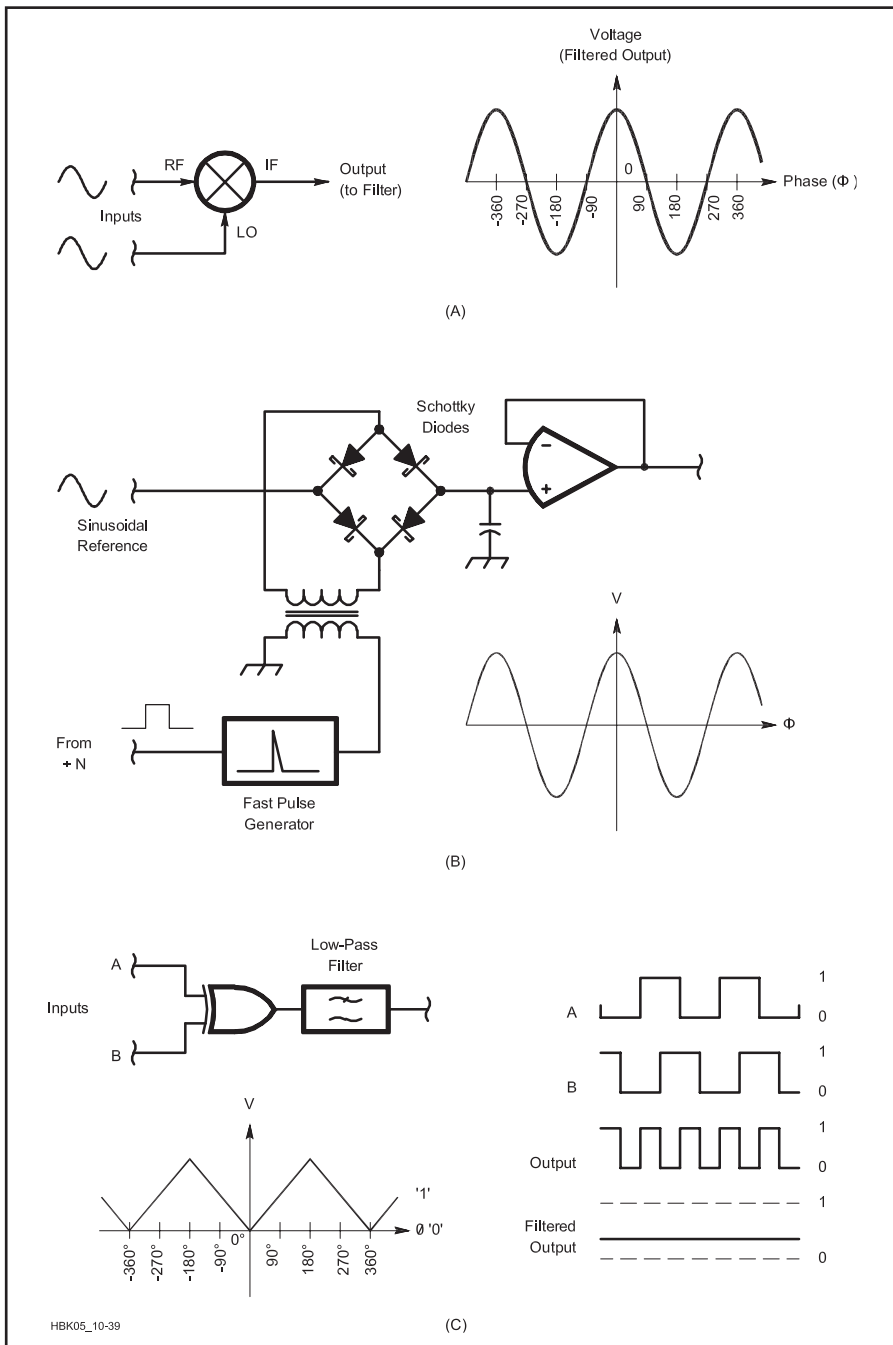 Voltage
(Filtered Output)
RF
IF
Output
(to Filter)
Inputs
LO
0
Phase (Φ )
-360
-270
-180
-90
90
180
270
360
(A)
Schottky
Diodes
−
+
Sinusoidal
Reference
V
Φ
From
+ N
Fast Pulse
Generator
(B)
Low-Pass
Filter
A
Inputs
B
A
1
0
B
1
0
Output
1
0
Filtered
Output
1
0
V
'1'
0°
-360°
-270°
-180°
-90°
90°
180°
270°
360°
'0'
HBK05_10-39
(C)